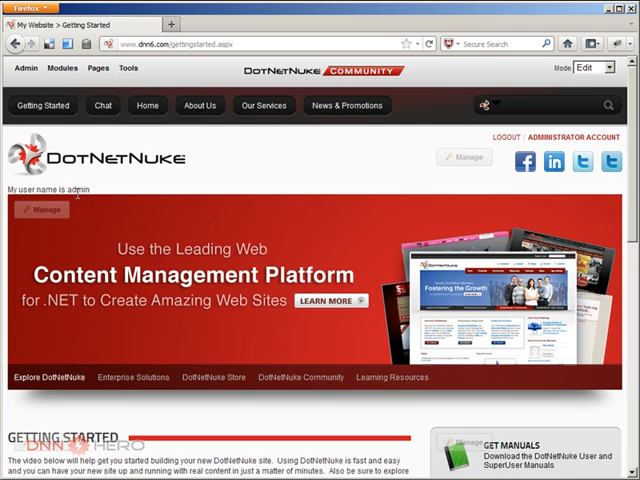 Firefox
My Website > Getting Started
www.dnn6.com/gettingstarted.aspx
Secure Search
Admin Modules Pages Tools
DOTNETNUKE COMMUNITY
Mode Edit
Getting Started Chat Home About Us Our Services News & Promotions
LOGOUT | ADMINISTRATOR ACCOUNT
DOTNETNUKE
Manage
My user name is admin
Manage
Use the Leading Web
Content Management Platform
for .NET to Create Amazing Web Sites LEARN MORE
DOTNETNUKE
Fostering the Growth
Explore DotNetNuke Enterprise Solutions DotNetNuke Store DotNetNuke Community Learning Resources
GETTING STARTED
DNN HERO
Manage
GET MANUALS
Download the DotNetNuke User and
SuperUser Manuals
The video below will help get you started building your new DotNetNuke site. Using DotNetNuke is fast and easy
and you can have your new site up and running with real content in just a matter of minutes. Also be sure to explore